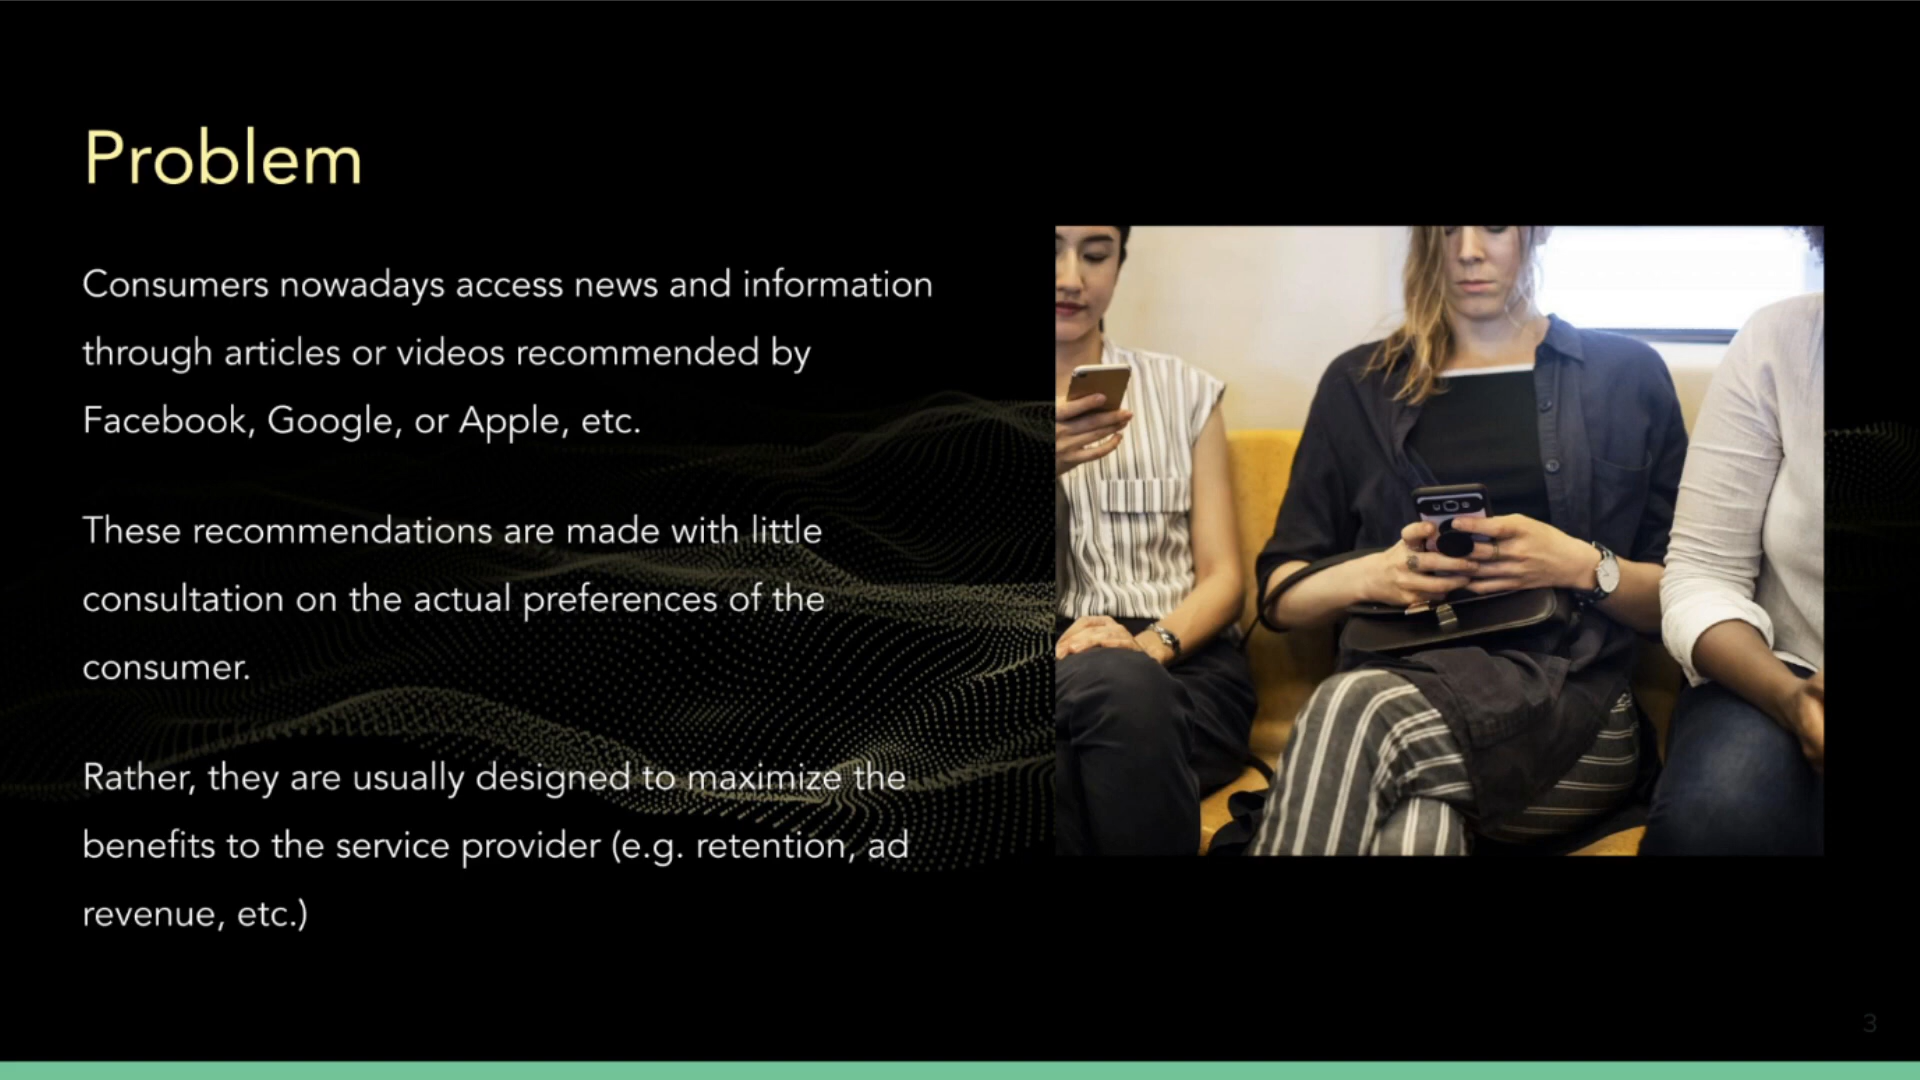 Problem
Consumers nowadays access news and information
through articles or videos recommended by
Facebook, Google, or Apple, etc.
These recommendations are made with little
consultation on the actual preferences of the
consumer.
Rather, they are usually designed to maximize the
benefits to the service provider (e.g. retention, ad
revenue, etc.)
3